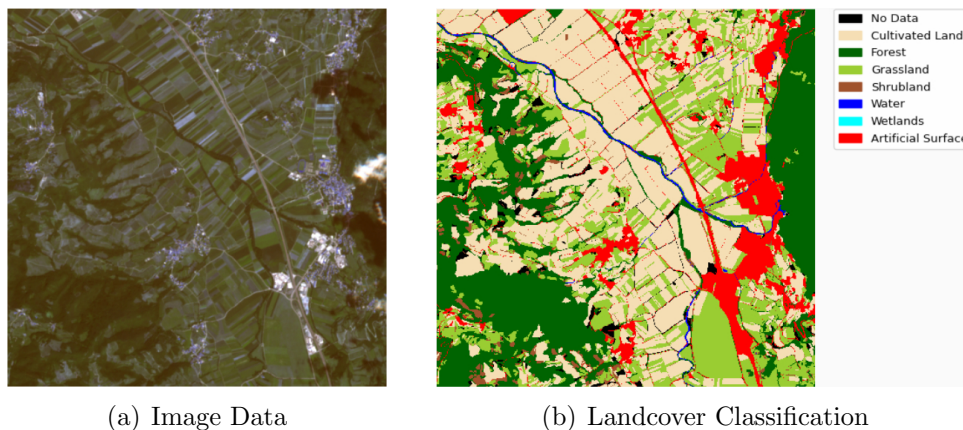 No Data
Cultivated Land
Forest
Grassland
Shrubland
Water
Wetlands
Artificial Surface
(a) Image Data
(b) Landcover Classification